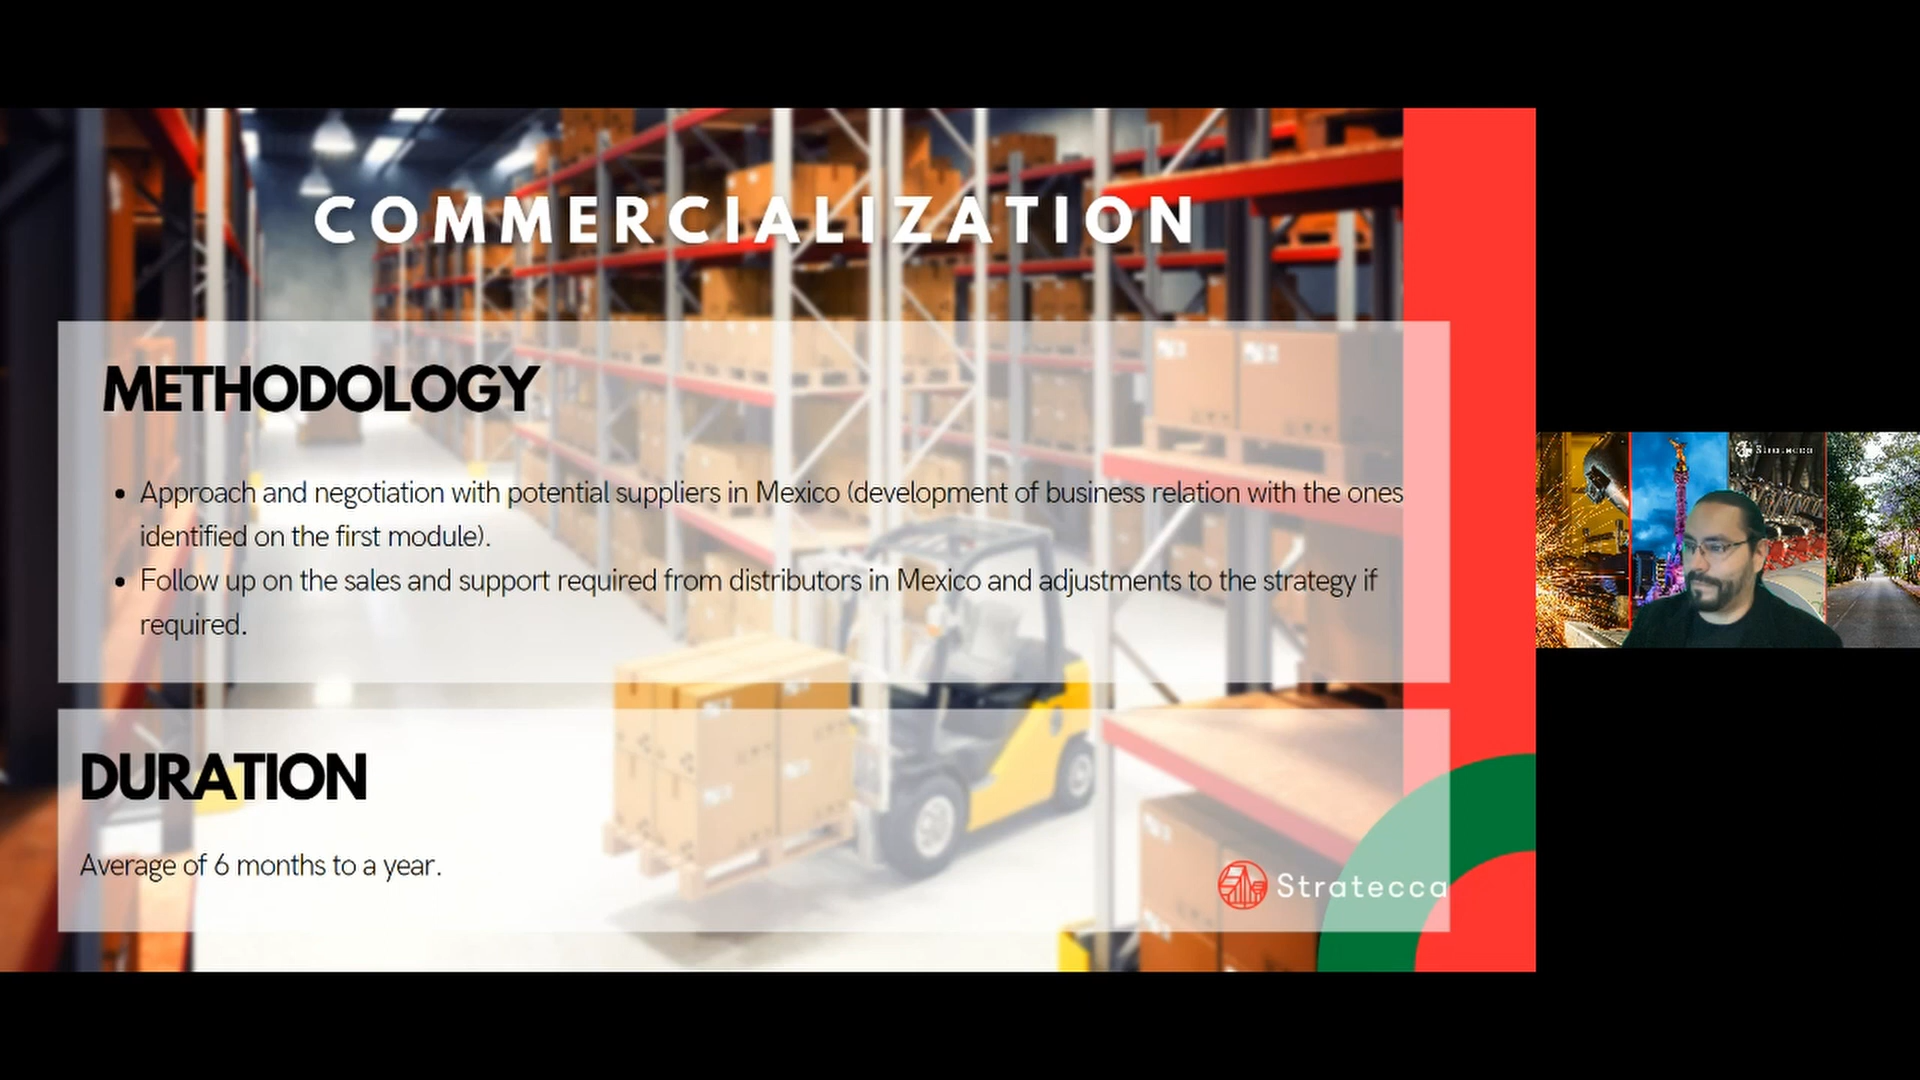 COMMERCIALIZATION
METHODOLOGY
• Approach and negotiation with potential suppliers in Mexico (development of business relation with the ones
identified on the first module).
• Follow up on the sales and support required from distributors in Mexico and adjustments to the strategy if
required.
DURATION
Average of 6 months to a year.
Stratecca
Stratecca